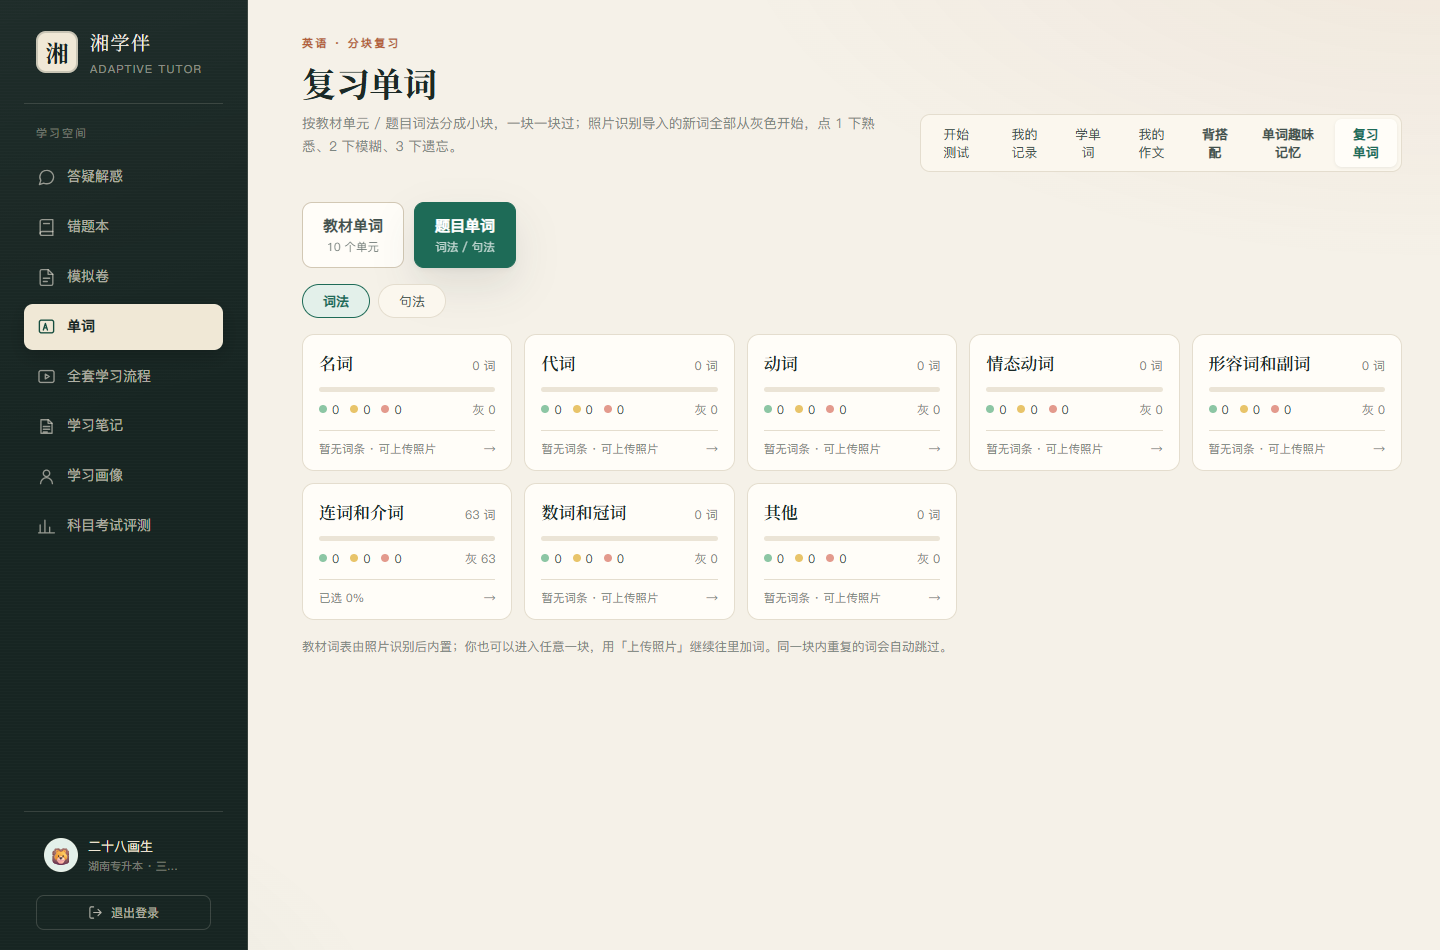 湘
湘学伴
ADAPTIVE TUTOR
学习空间
答疑解惑
错题本
模拟卷
单词
全套学习流程
学习笔记
学习画像
科目考试评测
二十八画生
湖南专升本 · 三...
退出登录
英语 · 分块复习
复习单词
按教材单元 / 题目词法分成小块，一块一块过；照片识别导入的新词全部从灰色开始，点 1 下熟
悉、2 下模糊、3 下遗忘。
开始
测试
我的
记录
学单
词
我的
作文
背搭
配
单词趣味
记忆
复习
单词
教材单词
10 个单元
题目单词
词法 / 句法
词法
句法
名词 0 词
0 0 0 灰 0
暂无词条 · 可上传照片 →
代词 0 词
0 0 0 灰 0
暂无词条 · 可上传照片 →
动词 0 词
0 0 0 灰 0
暂无词条 · 可上传照片 →
情态动词 0 词
0 0 0 灰 0
暂无词条 · 可上传照片 →
形容词和副词 0 词
0 0 0 灰 0
暂无词条 · 可上传照片 →
连词和介词 63 词
0 0 0 灰 63
已选 0% →
数词和冠词 0 词
0 0 0 灰 0
暂无词条 · 可上传照片 →
其他 0 词
0 0 0 灰 0
暂无词条 · 可上传照片 →
教材词表由照片识别后内置；你也可以进入任意一块，用「上传照片」继续往里加词。同一块内重复的词会自动跳过。